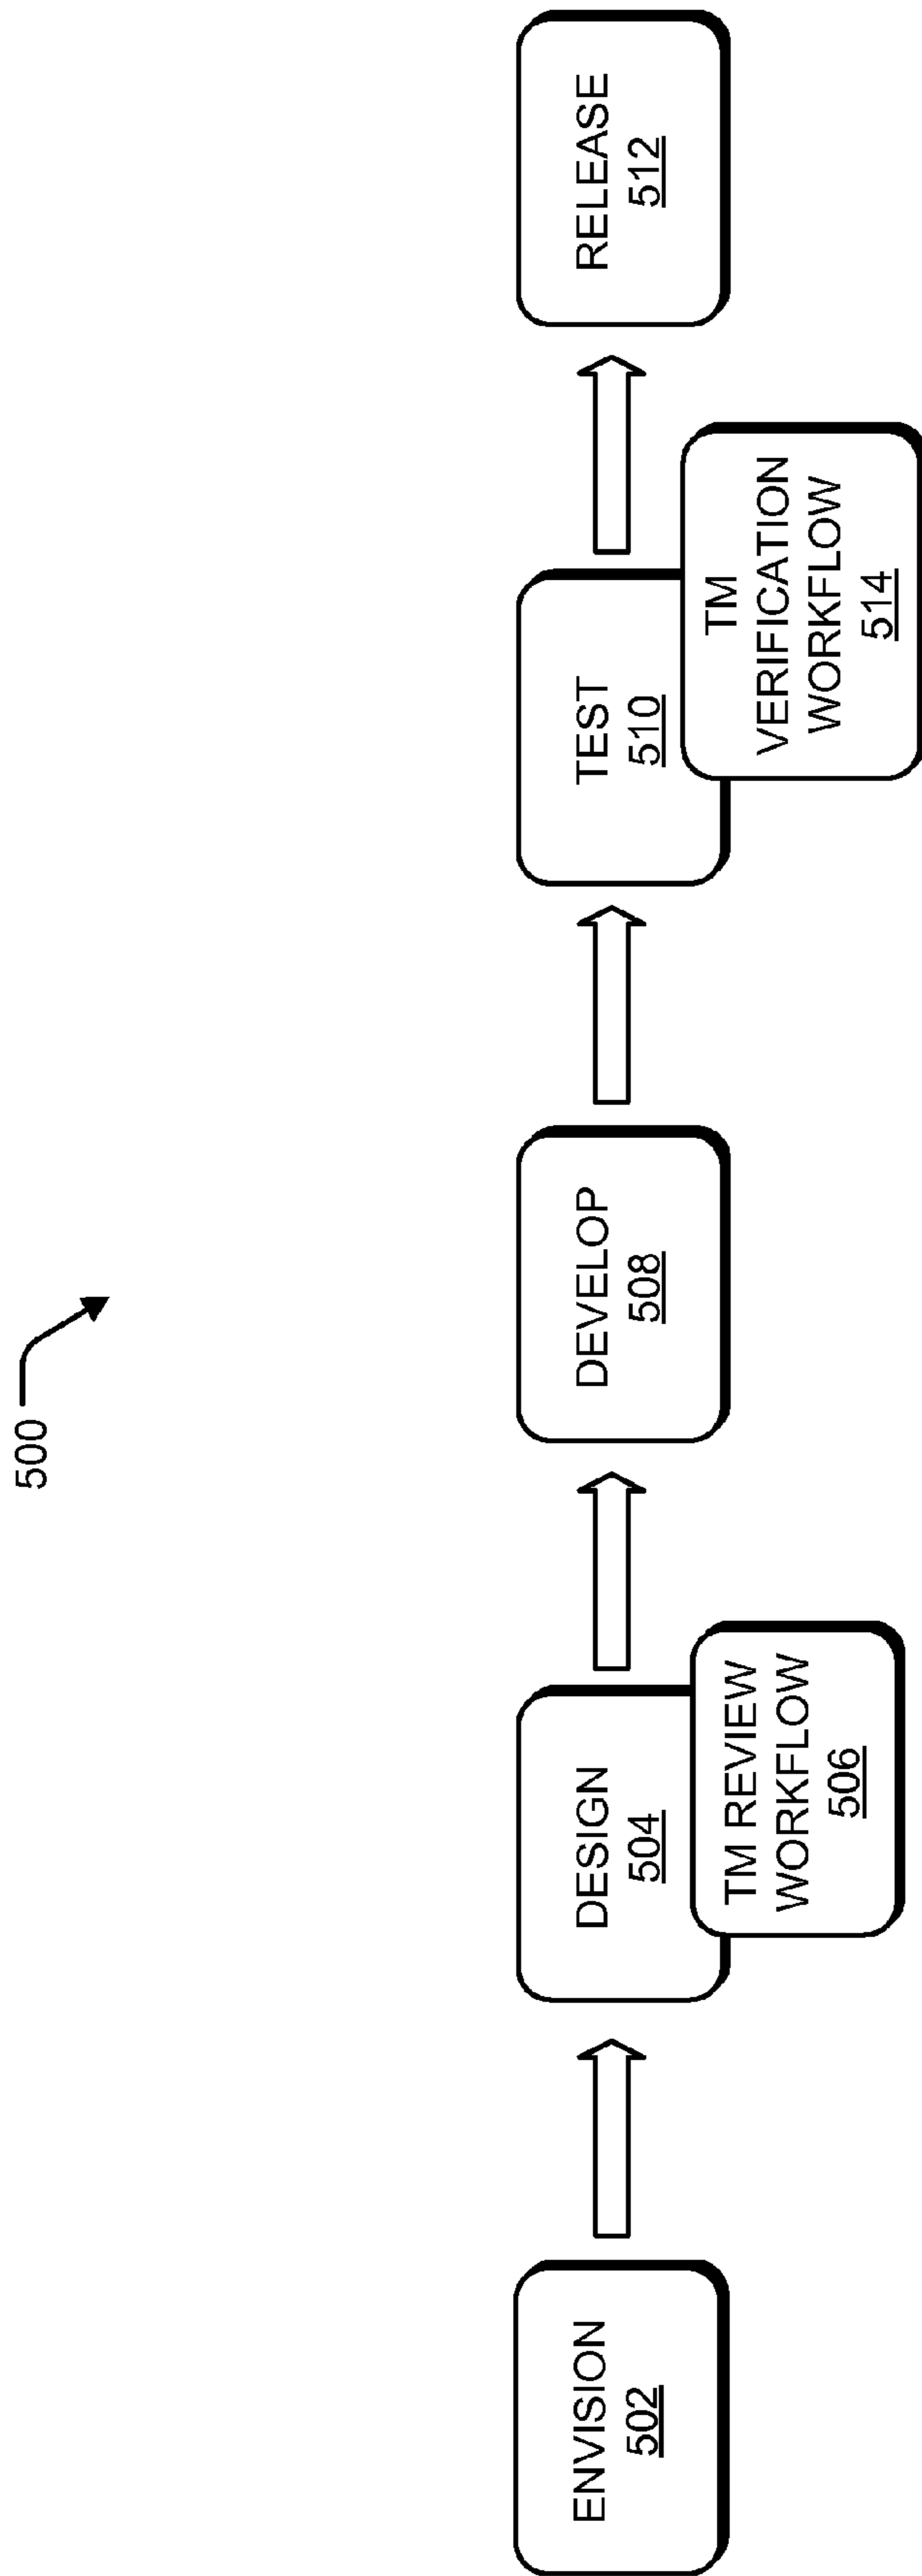 500
ENVISION
502
DESIGN
504
TM REVIEW
WORKFLOW
506
DEVELOP
508
TEST
510
TM
VERIFICATION
WORKFLOW
514
RELEASE
512